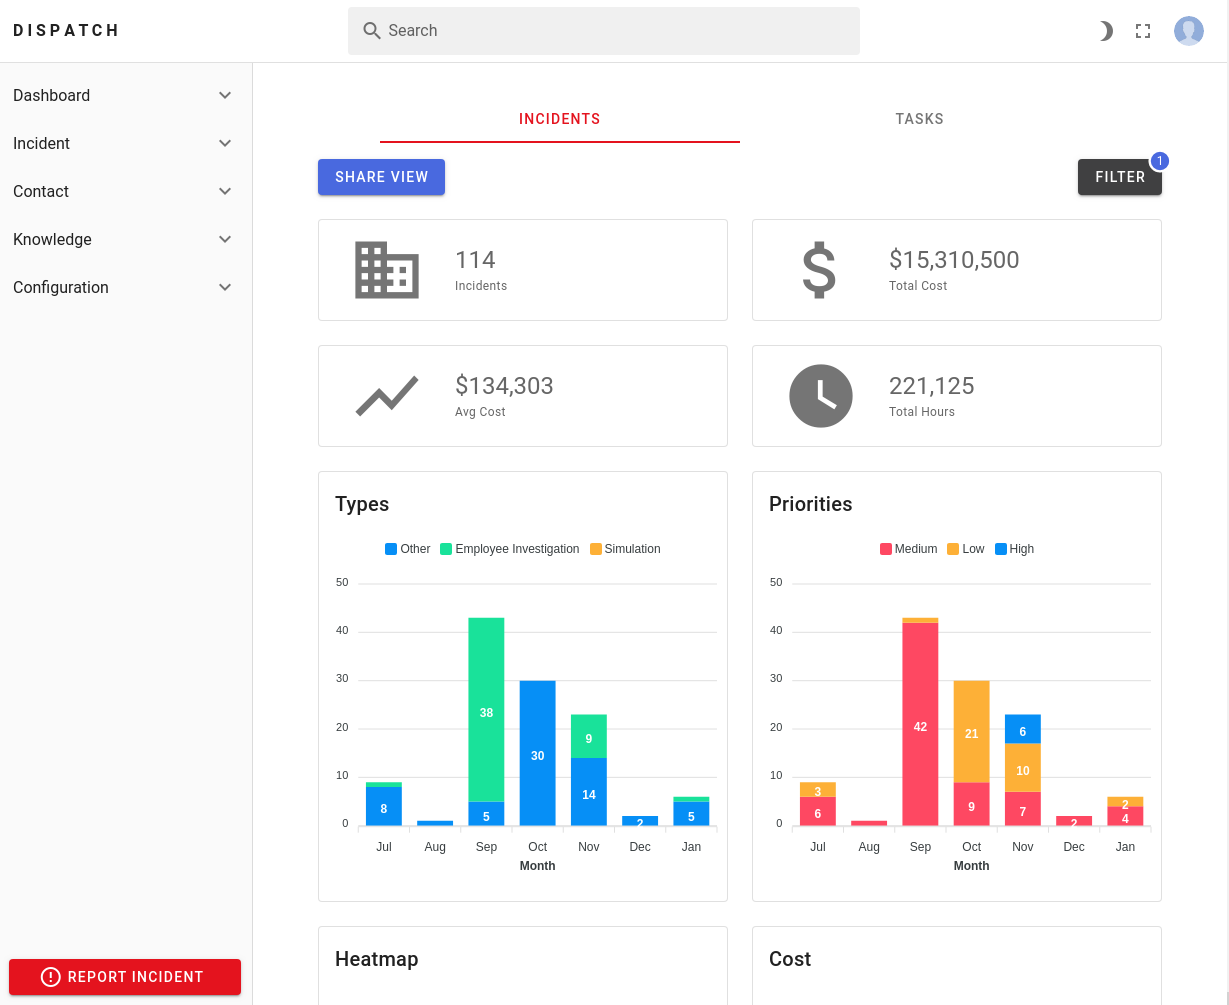 DISPATCH
Search
Dashboard
Incident
Contact
Knowledge
Configuration
REPORT INCIDENT
INCIDENTS
TASKS
SHARE VIEW
FILTER
1
114
Incidents
$15,310,500
Total Cost
$134,303
Avg Cost
221,125
Total Hours
Types
Other Employee Investigation Simulation
50
40
30
20
10
0
8
5
38
30
14
9
2
5
Jul Aug Sep Oct Nov Dec Jan
Month
Priorities
Medium Low High
50
40
30
20
10
0
3
6
42
21
9
6
10
7
2
2
4
Jul Aug Sep Oct Nov Dec Jan
Month
Heatmap
Cost